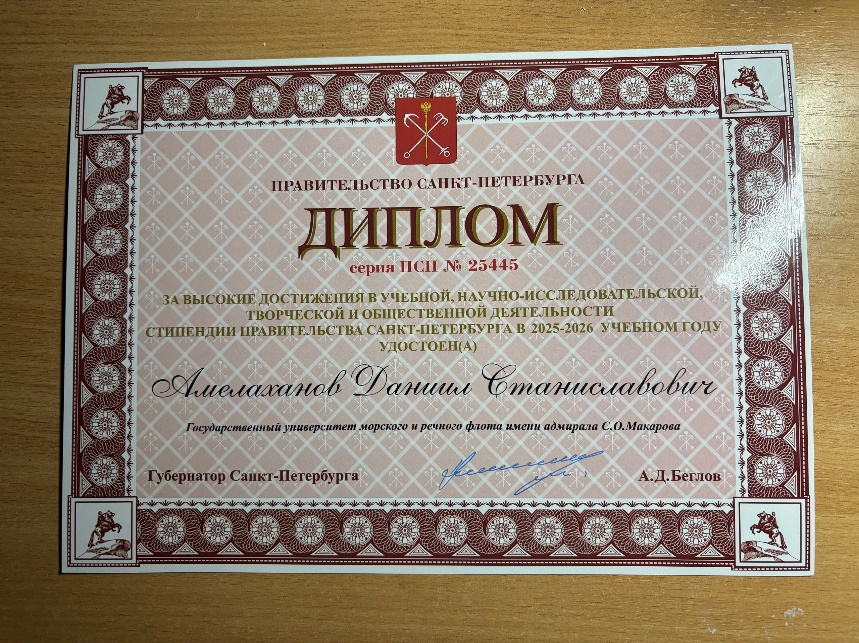 ПРАВИТЕЛЬСТВО САНКТ-ПЕТЕРБУРГА
ДИПЛОМ
серия ПСП № 25445
ЗА ВЫСОКИЕ ДОСТИЖЕНИЯ В УЧЕБНОЙ, НАУЧНО-ИССЛЕДОВАТЕЛЬСКОЙ,
ТВОРЧЕСКОЙ И ОБЩЕСТВЕННОЙ ДЕЯТЕЛЬНОСТИ
СТИПЕНДИИ ПРАВИТЕЛЬСТВА САНКТ-ПЕТЕРБУРГА В 2025-2026 УЧЕБНОМ ГОДУ
УДОСТОЕН(А)
Амелаханов Даниил Станиславович
Государственный университет морского и речного флота имени адмирала С.О.Макарова
Губернатор Санкт-Петербурга А.Д.Беглов